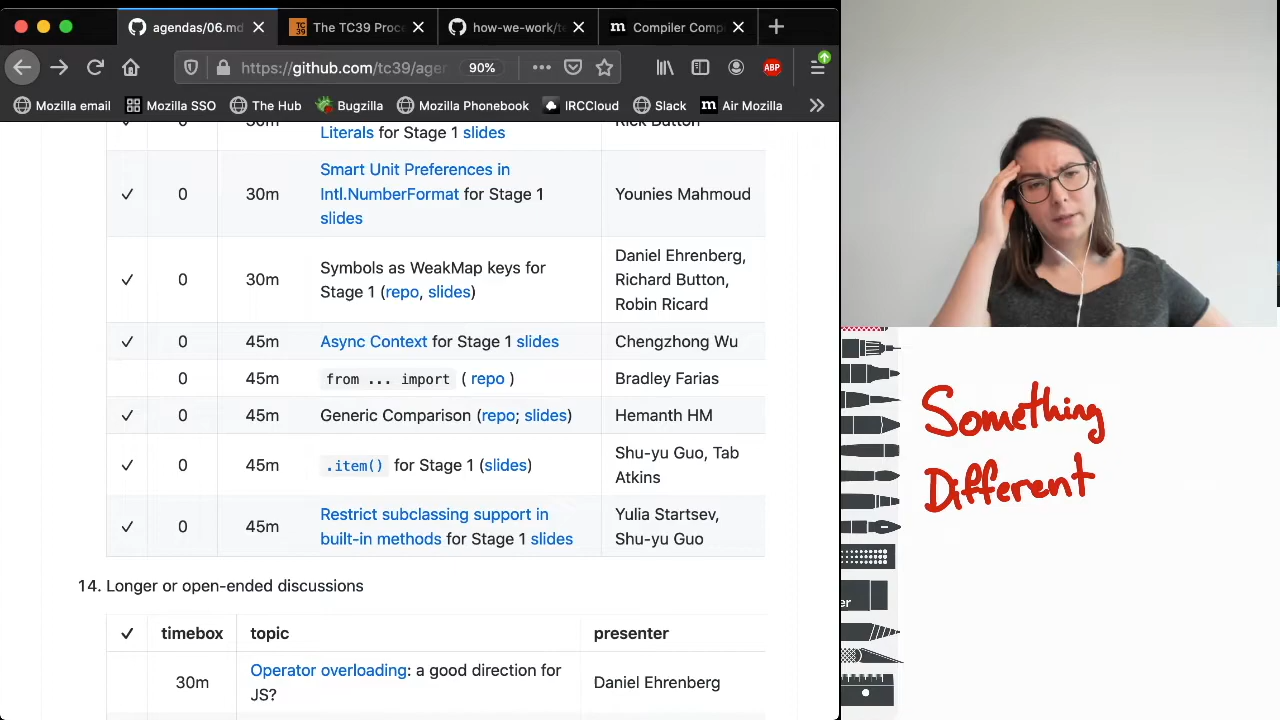 agendas/06.md
The TC39 Proc
how-we-work/te
Compiler Comp
https://github.com/tc39/agen
90%
ABP
Mozilla email
Mozilla SSO
The Hub
Bugzilla
Mozilla Phonebook
IRCCloud
Slack
Air Mozilla
Literals for Stage 1 slides
Rick Button
✓ 0 30m Smart Unit Preferences in
Intl.NumberFormat for Stage 1
slides
Younies Mahmoud
✓ 0 30m Symbols as WeakMap keys for
Stage 1 (repo, slides)
Daniel Ehrenberg,
Richard Button,
Robin Ricard
✓ 0 45m Async Context for Stage 1 slides Chengzhong Wu
0 45m from ... import ( repo ) Bradley Farias
✓ 0 45m Generic Comparison (repo; slides) Hemanth HM
✓ 0 45m .item() for Stage 1 (slides)
Shu-yu Guo, Tab
Atkins
✓ 0 45m Restrict subclassing support in
built-in methods for Stage 1 slides
Yulia Startsev,
Shu-yu Guo
14. Longer or open-ended discussions
✓ timebox topic presenter
30m Operator overloading: a good direction for
JS?
Daniel Ehrenberg
Something
Different
er